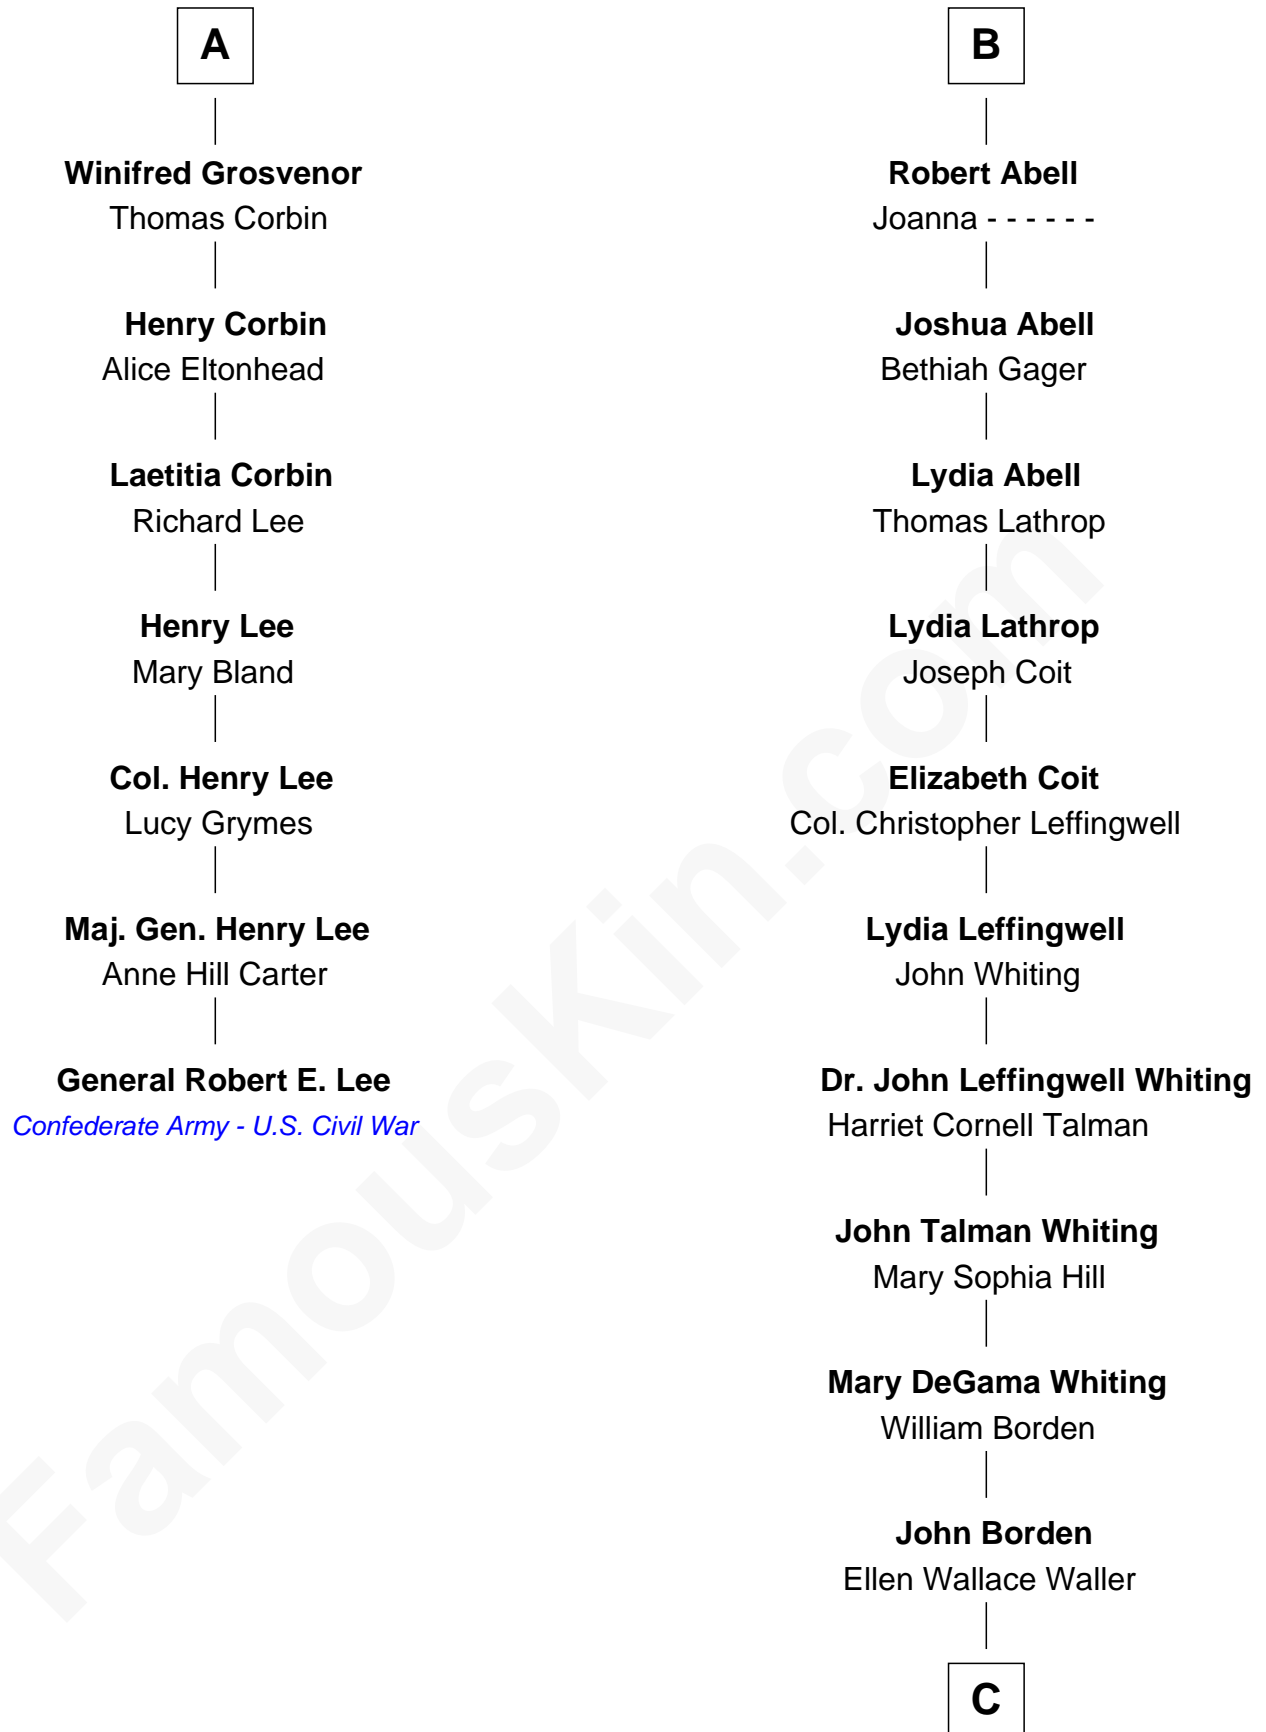 A
Winifred Grosvenor
Thomas Corbin
Henry Corbin
Alice Eltonhead
Laetitia Corbin
Richard Lee
Henry Lee
Mary Bland
Col. Henry Lee
Lucy Grymes
Maj. Gen. Henry Lee
Anne Hill Carter
General Robert E. Lee
Confederate Army - U.S. Civil War
B
Robert Abell
Joanna - - - - - -
Joshua Abell
Bethiah Gager
Lydia Abell
Thomas Lathrop
Lydia Lathrop
Joseph Coit
Elizabeth Coit
Col. Christopher Leffingwell
Lydia Leffingwell
John Whiting
Dr. John Leffingwell Whiting
Harriet Cornell Talman
John Talman Whiting
Mary Sophia Hill
Mary DeGama Whiting
William Borden
John Borden
Ellen Wallace Waller
C
FamousKin.com